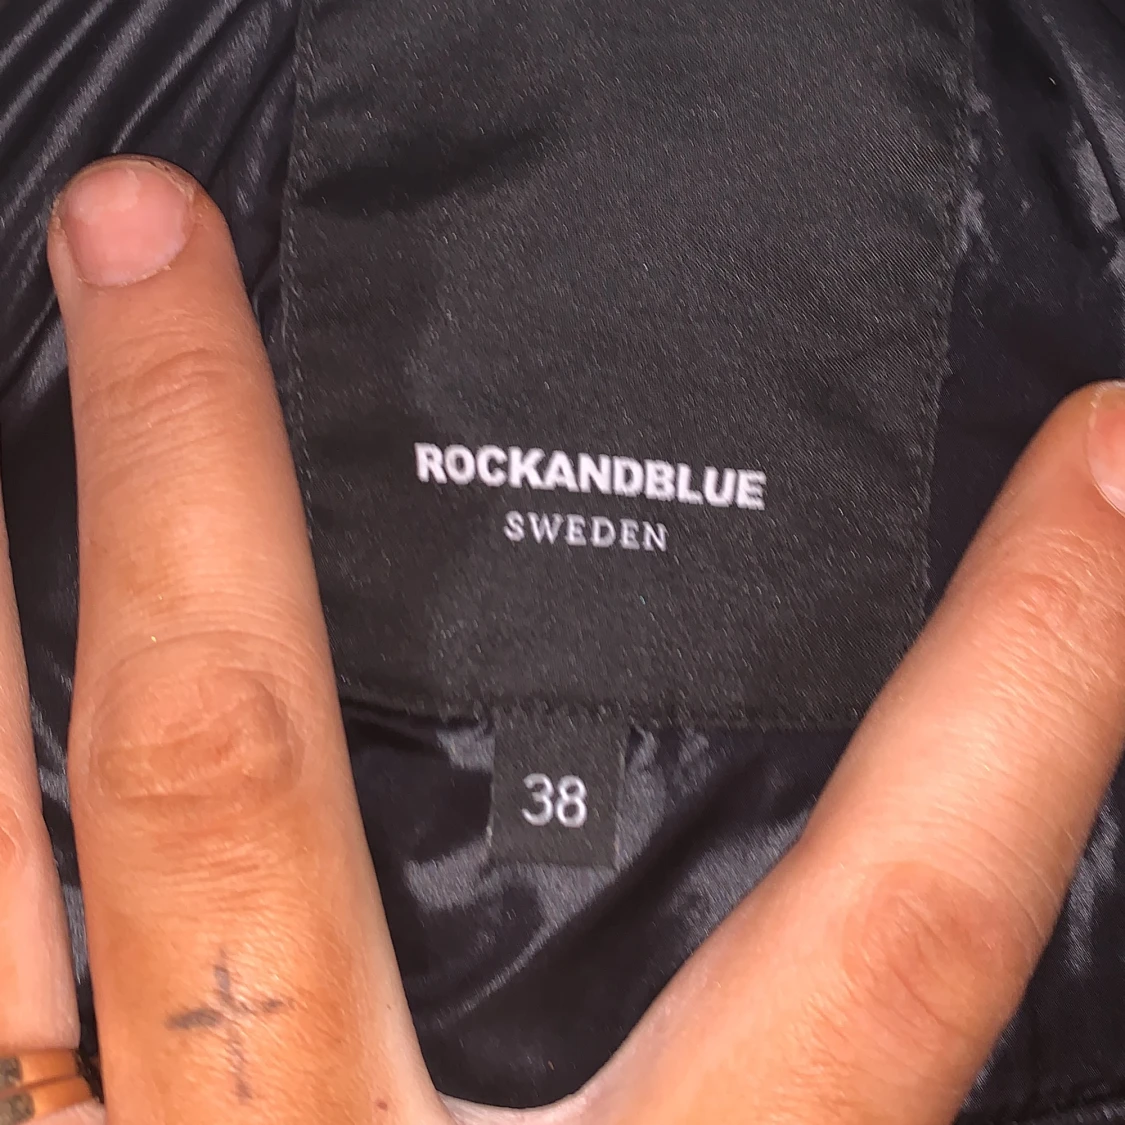 ROCKANDBLUE
SWEDEN
38